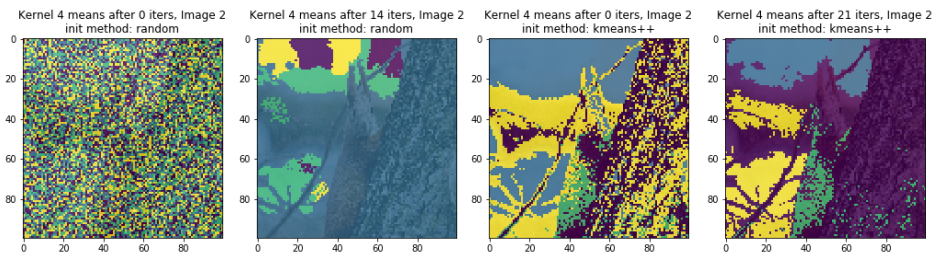 Kernel 4 means after 0 iters, Image 2
init method: random
0
20
40
60
80
0 20 40 60 80
Kernel 4 means after 14 iters, Image 2
init method: random
0
20
40
60
80
0 20 40 60 80
Kernel 4 means after 0 iters, Image 2
init method: kmeans++
0
20
40
60
80
0 20 40 60 80
Kernel 4 means after 21 iters, Image 2
init method: kmeans++
0
20
40
60
80
0 20 40 60 80